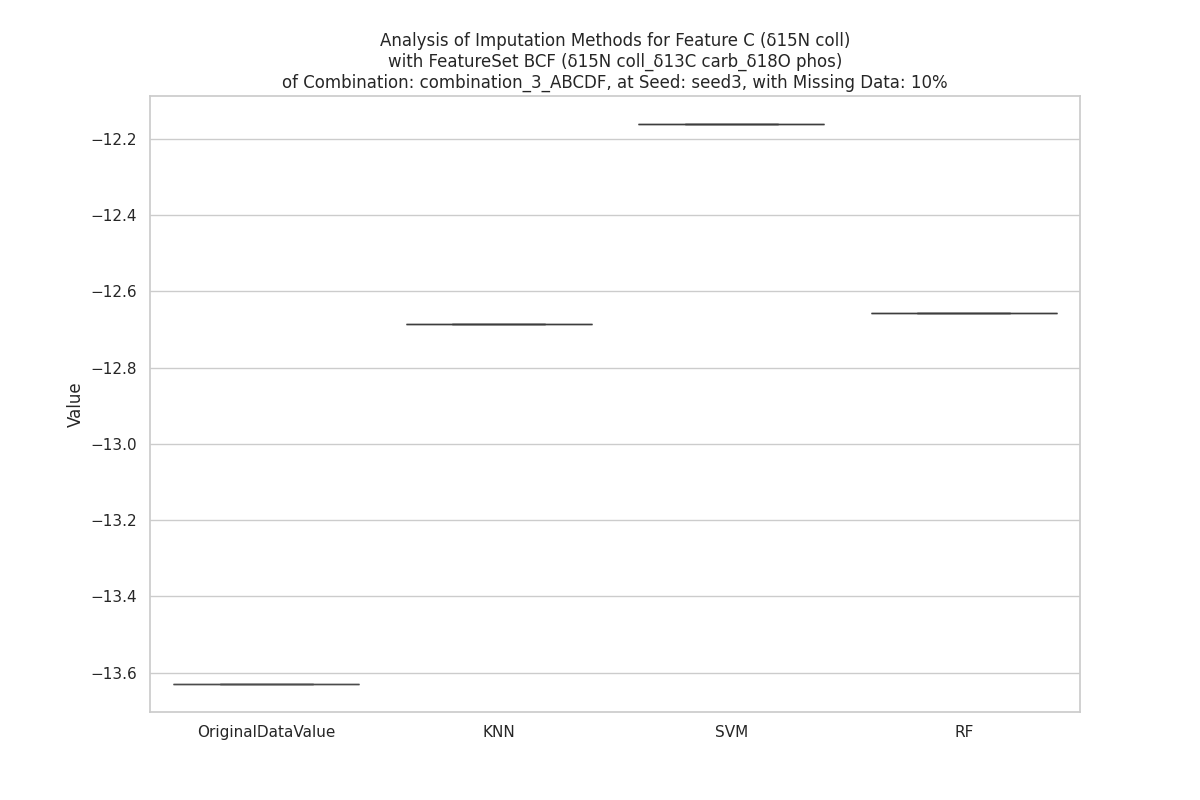 Analysis of Imputation Methods for Feature C (δ15N coll)
with FeatureSet BCF (δ15N coll_δ13C carb_δ18O phos)
of Combination: combination_3_ABCDF, at Seed: seed3, with Missing Data: 10%
−12.2
−12.4
−12.6
−12.8
−13.0
−13.2
−13.4
−13.6
Value
OriginalDataValue
KNN
SVM
RF